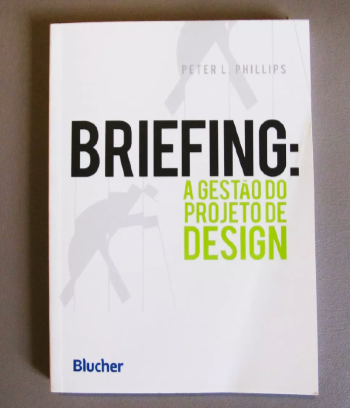 PETER L. PHILLIPS
BRIEFING:
A GESTÃO DO
PROJETO DE
DESIGN
Blucher